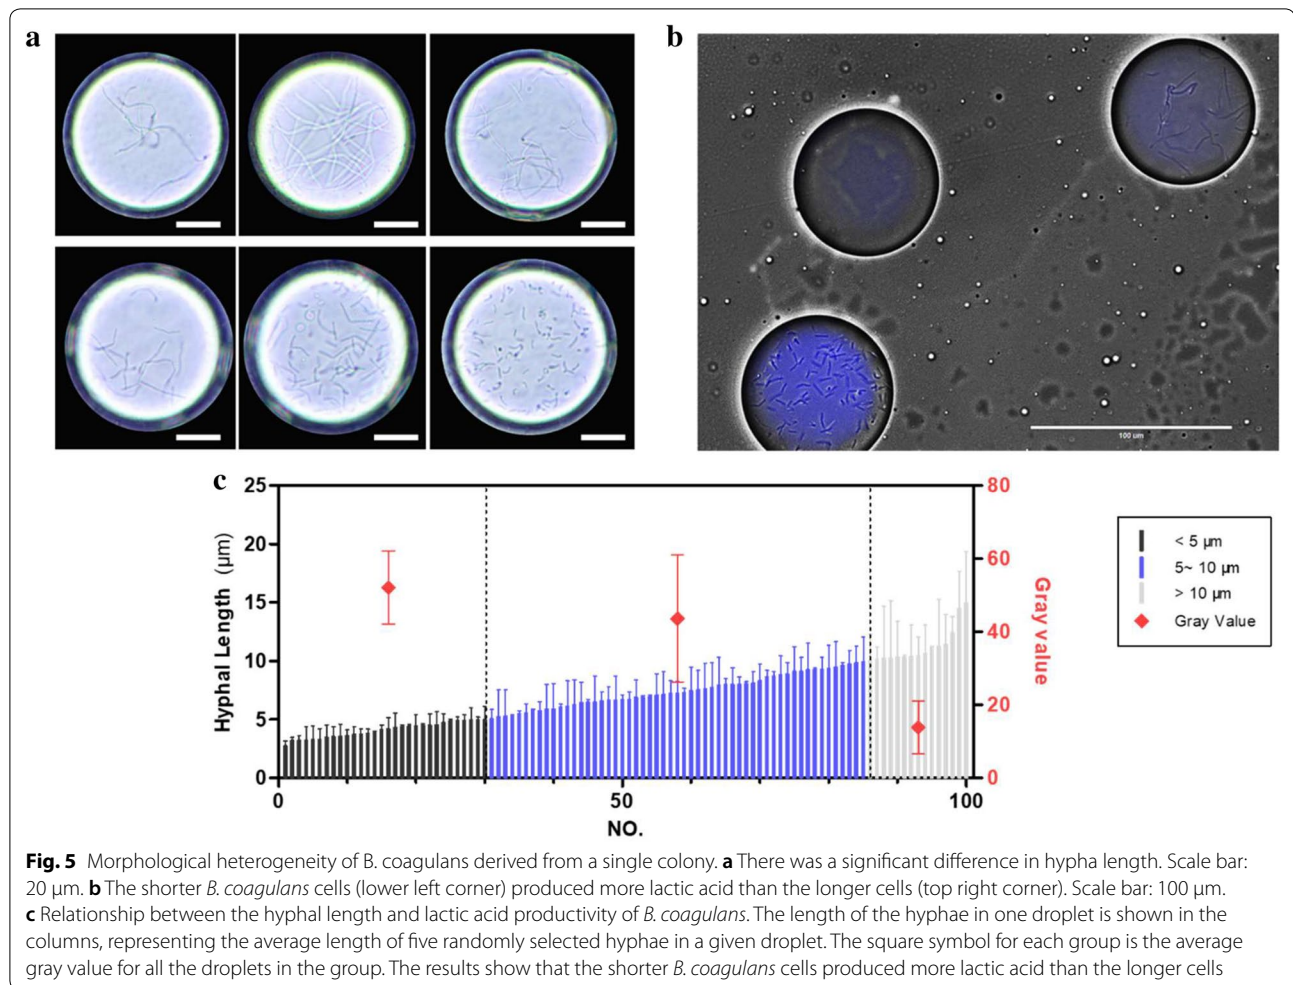 a
b
100 um
c
25
20
15
10
5
0
Hyphal Length (µm)
80
60
40
20
0
Gray value
0
50
100
NO.
< 5 µm
5~ 10 µm
> 10 µm
Gray Value
Fig. 5 Morphological heterogeneity of B. coagulans derived from a single colony. a There was a significant difference in hypha length. Scale bar:
20 µm. b The shorter B. coagulans cells (lower left corner) produced more lactic acid than the longer cells (top right corner). Scale bar: 100 µm.
c Relationship between the hyphal length and lactic acid productivity of B. coagulans. The length of the hyphae in one droplet is shown in the
columns, representing the average length of five randomly selected hyphae in a given droplet. The square symbol for each group is the average
gray value for all the droplets in the group. The results show that the shorter B. coagulans cells produced more lactic acid than the longer cells